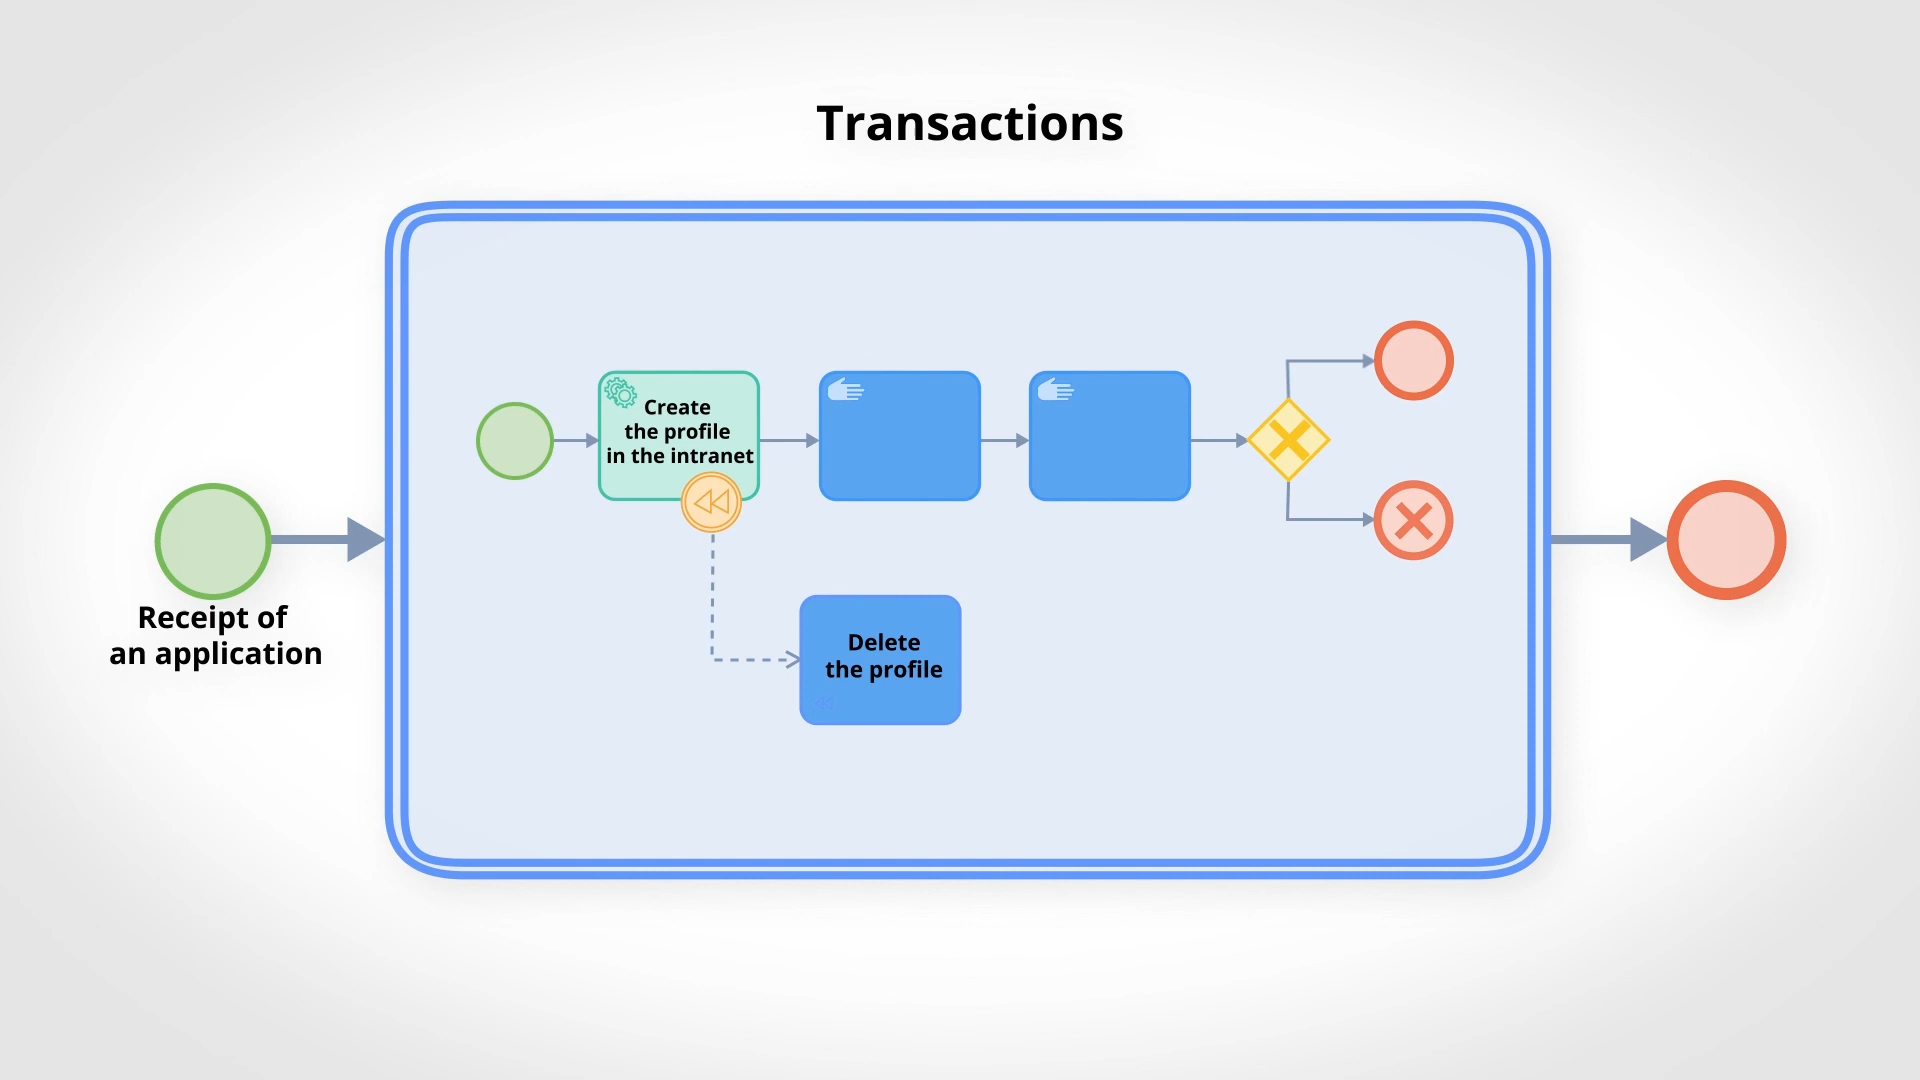 Transactions
Create
the profile
in the intranet
Receipt of
an application
Delete
the profile